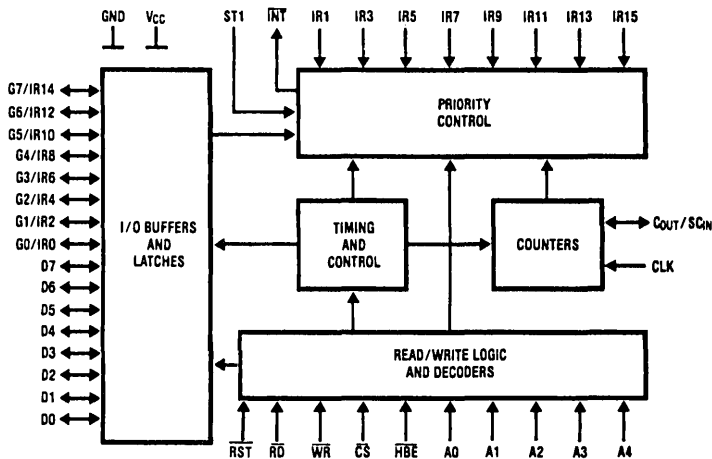 GND VCC ST1 INT IR1 IR3 IR5 IR7 IR9 IR11 IR13 IR15
G7/IR14
G6/IR12
G5/IR10
G4/IR8
G3/IR6
G2/IR4
G1/IR2
G0/IR0
D7
D6
D5
D4
D3
D2
D1
D0
I/O BUFFERS
AND
LATCHES
PRIORITY
CONTROL
TIMING
AND
CONTROL
COUNTERS
COUT/SCIN
CLK
READ/WRITE LOGIC
AND DECODERS
RST RD WR CS HBE A0 A1 A2 A3 A4